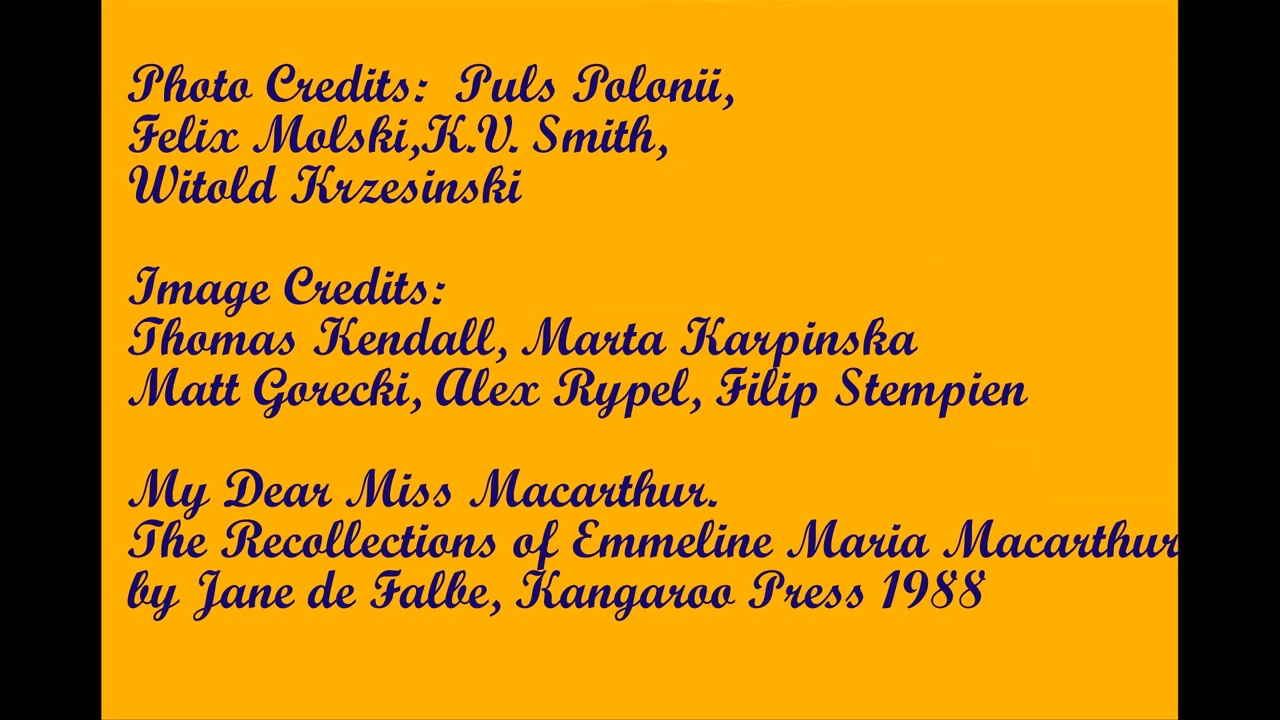 Photo Credits:  Puls Polonii,
Felix Molski,K.V. Smith,
Witold Krzesinski
Image Credits:
Thomas Kendall, Marta Karpinska
Matt Gorecki, Alex Rypel, Filip Stempien
My Dear Miss Macarthur.
The Recollections of Emmeline Maria Macarthur
by Jane de Falbe, Kangaroo Press 1988